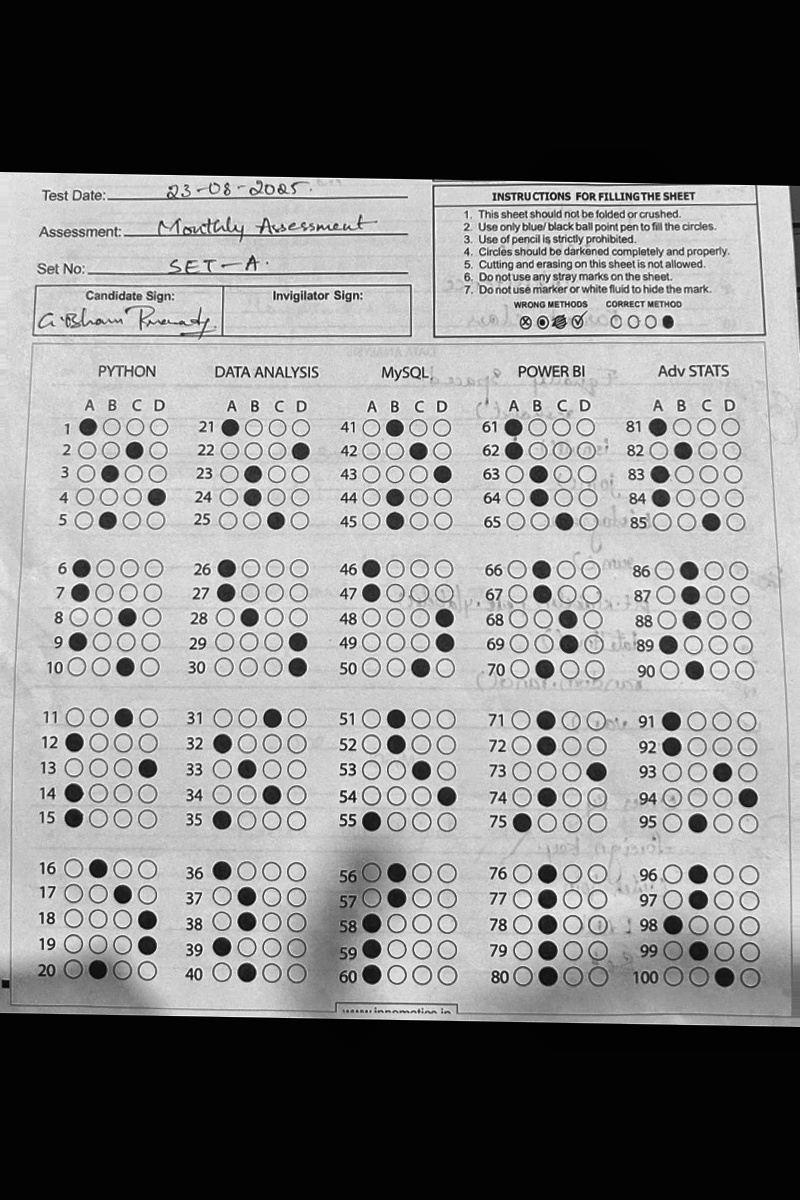 Test Date: 23-08-2025.
Assessment: Monthly Assessment
Set No: SET-A.
Candidate Sign: Invigilator Sign:
INSTRUCTIONS FOR FILLING THE SHEET
1. This sheet should not be folded or crushed.
2. Use only blue/ black ball point pen to fill the circles.
3. Use of pencil is strictly prohibited.
4. Circles should be darkened completely and properly.
5. Cutting and erasing on this sheet is not allowed.
6. Do not use any stray marks on the sheet.
7. Do not use marker or white fluid to hide the mark.
WRONG METHODS CORRECT METHOD
PYTHON DATA ANALYSIS MySQL POWER BI Adv STATS
A B C D A B C D A B C D A B C D A B C D
1 21 41 61 81
2 22 42 62 82
3 23 43 63 83
4 24 44 64 84
5 25 45 65 85
6 26 46 66 86
7 27 47 67 87
8 28 48 68 88
9 29 49 69 89
10 30 50 70 90
11 31 51 71 91
12 32 52 72 92
13 33 53 73 93
14 34 54 74 94
15 35 55 75 95
16 36 56 76 96
17 37 57 77 97
18 38 58 78 98
19 39 59 79 99
20 40 60 80 100